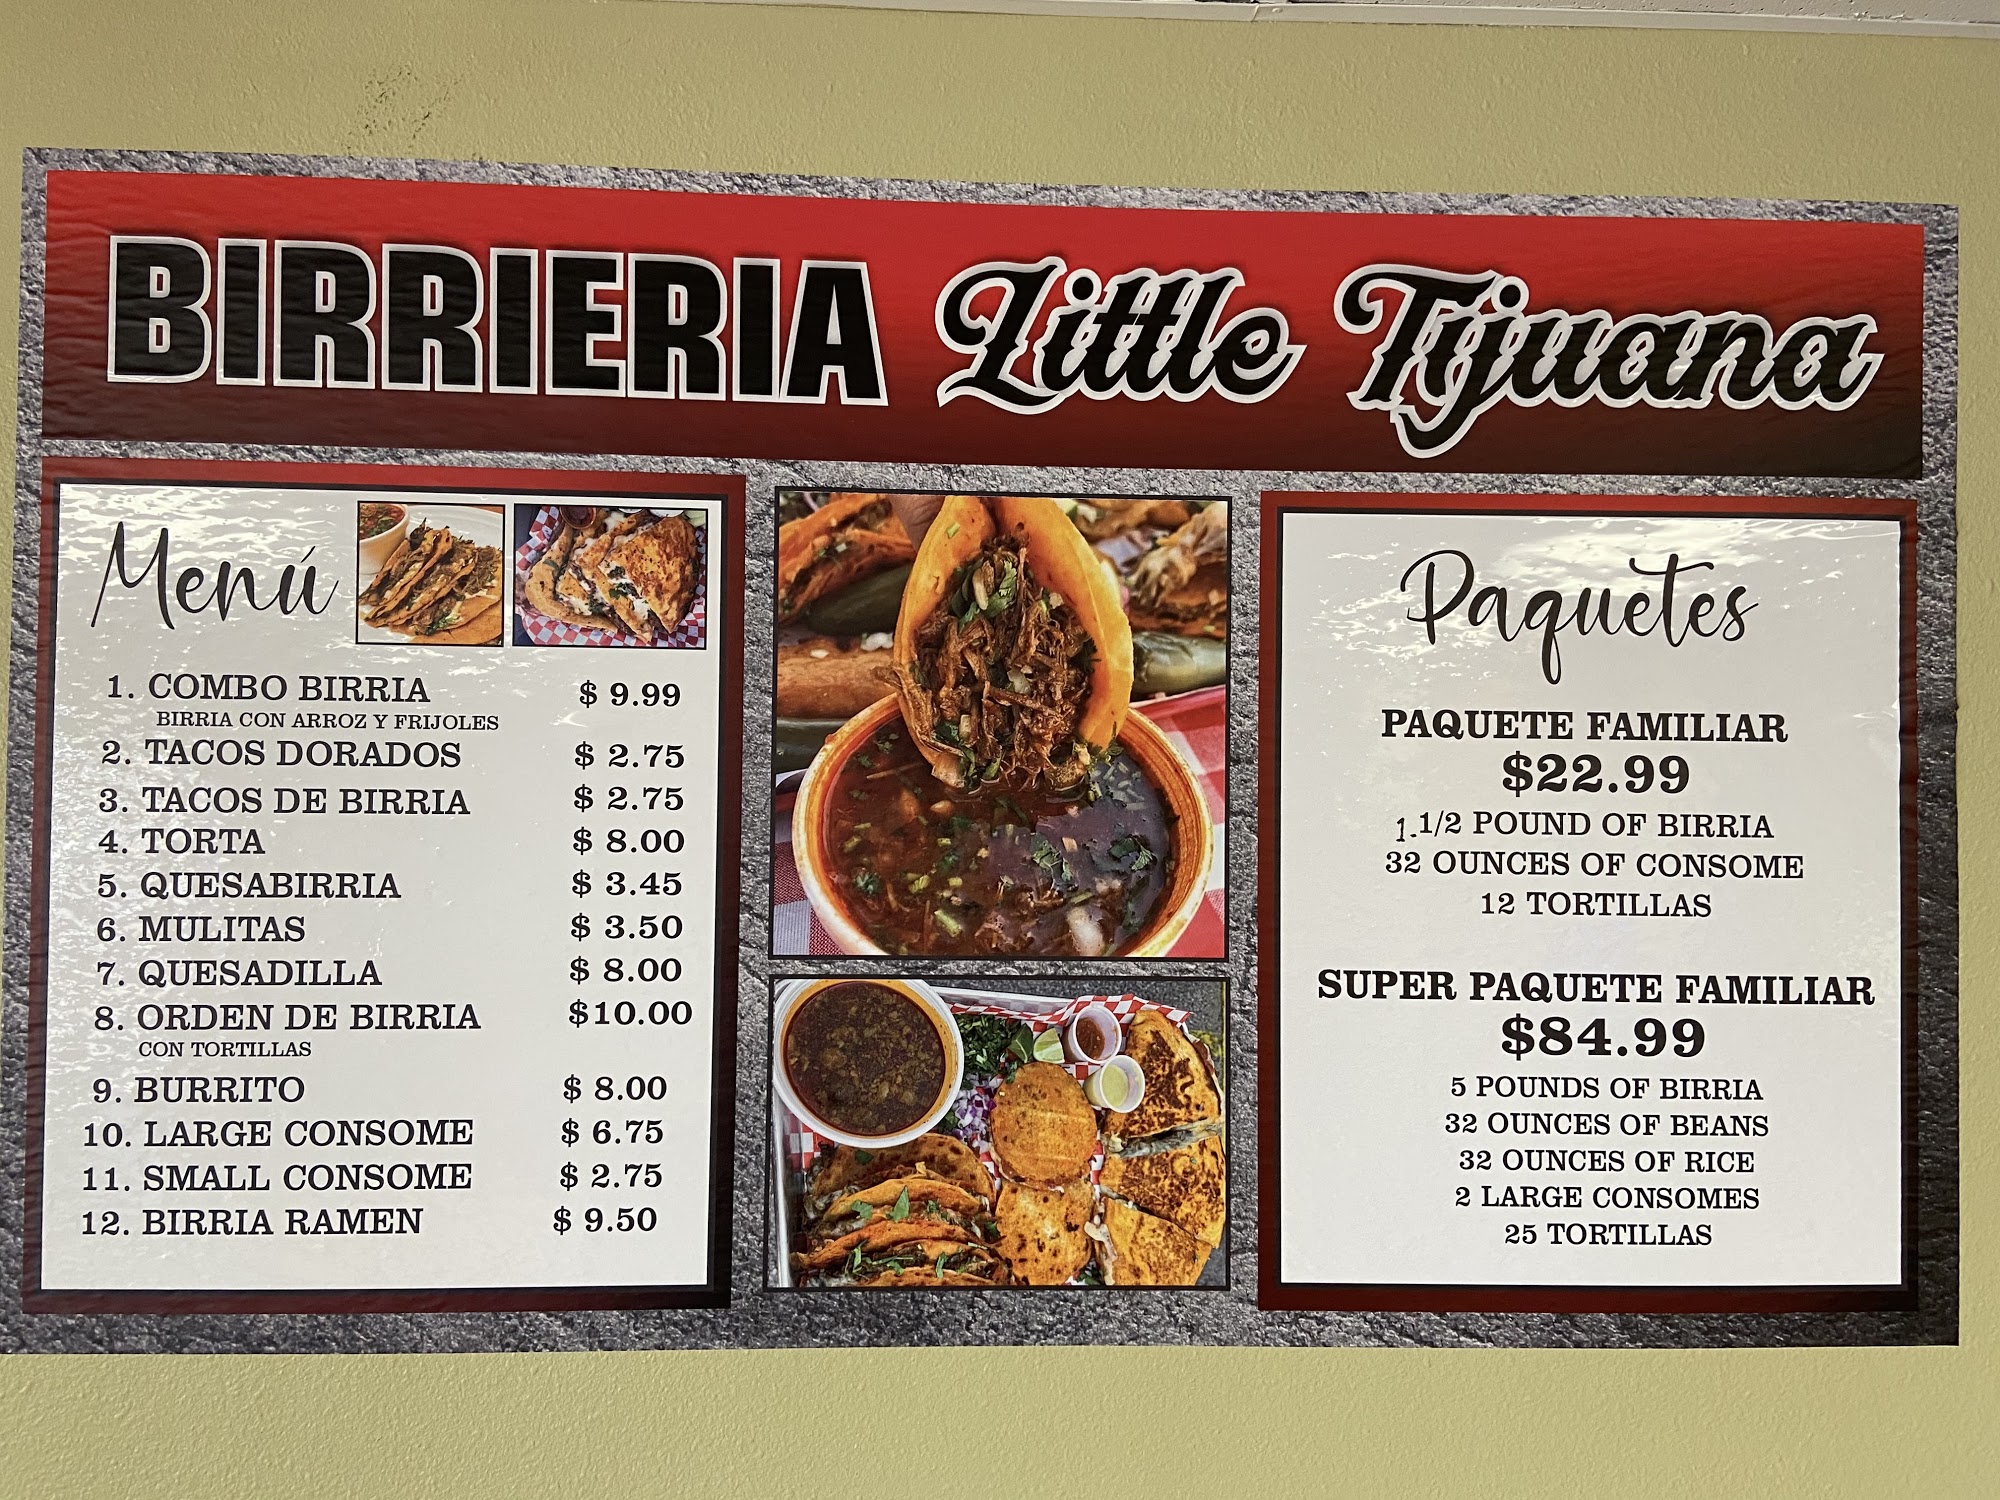 BIRRIERIA Little Tijuana
Menú
1. COMBO BIRRIA $ 9.99
BIRRIA CON ARROZ Y FRIJOLES
2. TACOS DORADOS $ 2.75
3. TACOS DE BIRRIA $ 2.75
4. TORTA $ 8.00
5. QUESABIRRIA $ 3.45
6. MULITAS $ 3.50
7. QUESADILLA $ 8.00
8. ORDEN DE BIRRIA $10.00
CON TORTILLAS
9. BURRITO $ 8.00
10. LARGE CONSOME $ 6.75
11. SMALL CONSOME $ 2.75
12. BIRRIA RAMEN $ 9.50
Paquetes
PAQUETE FAMILIAR
$22.99
1.1/2 POUND OF BIRRIA
32 OUNCES OF CONSOME
12 TORTILLAS
SUPER PAQUETE FAMILIAR
$84.99
5 POUNDS OF BIRRIA
32 OUNCES OF BEANS
32 OUNCES OF RICE
2 LARGE CONSOMES
25 TORTILLAS